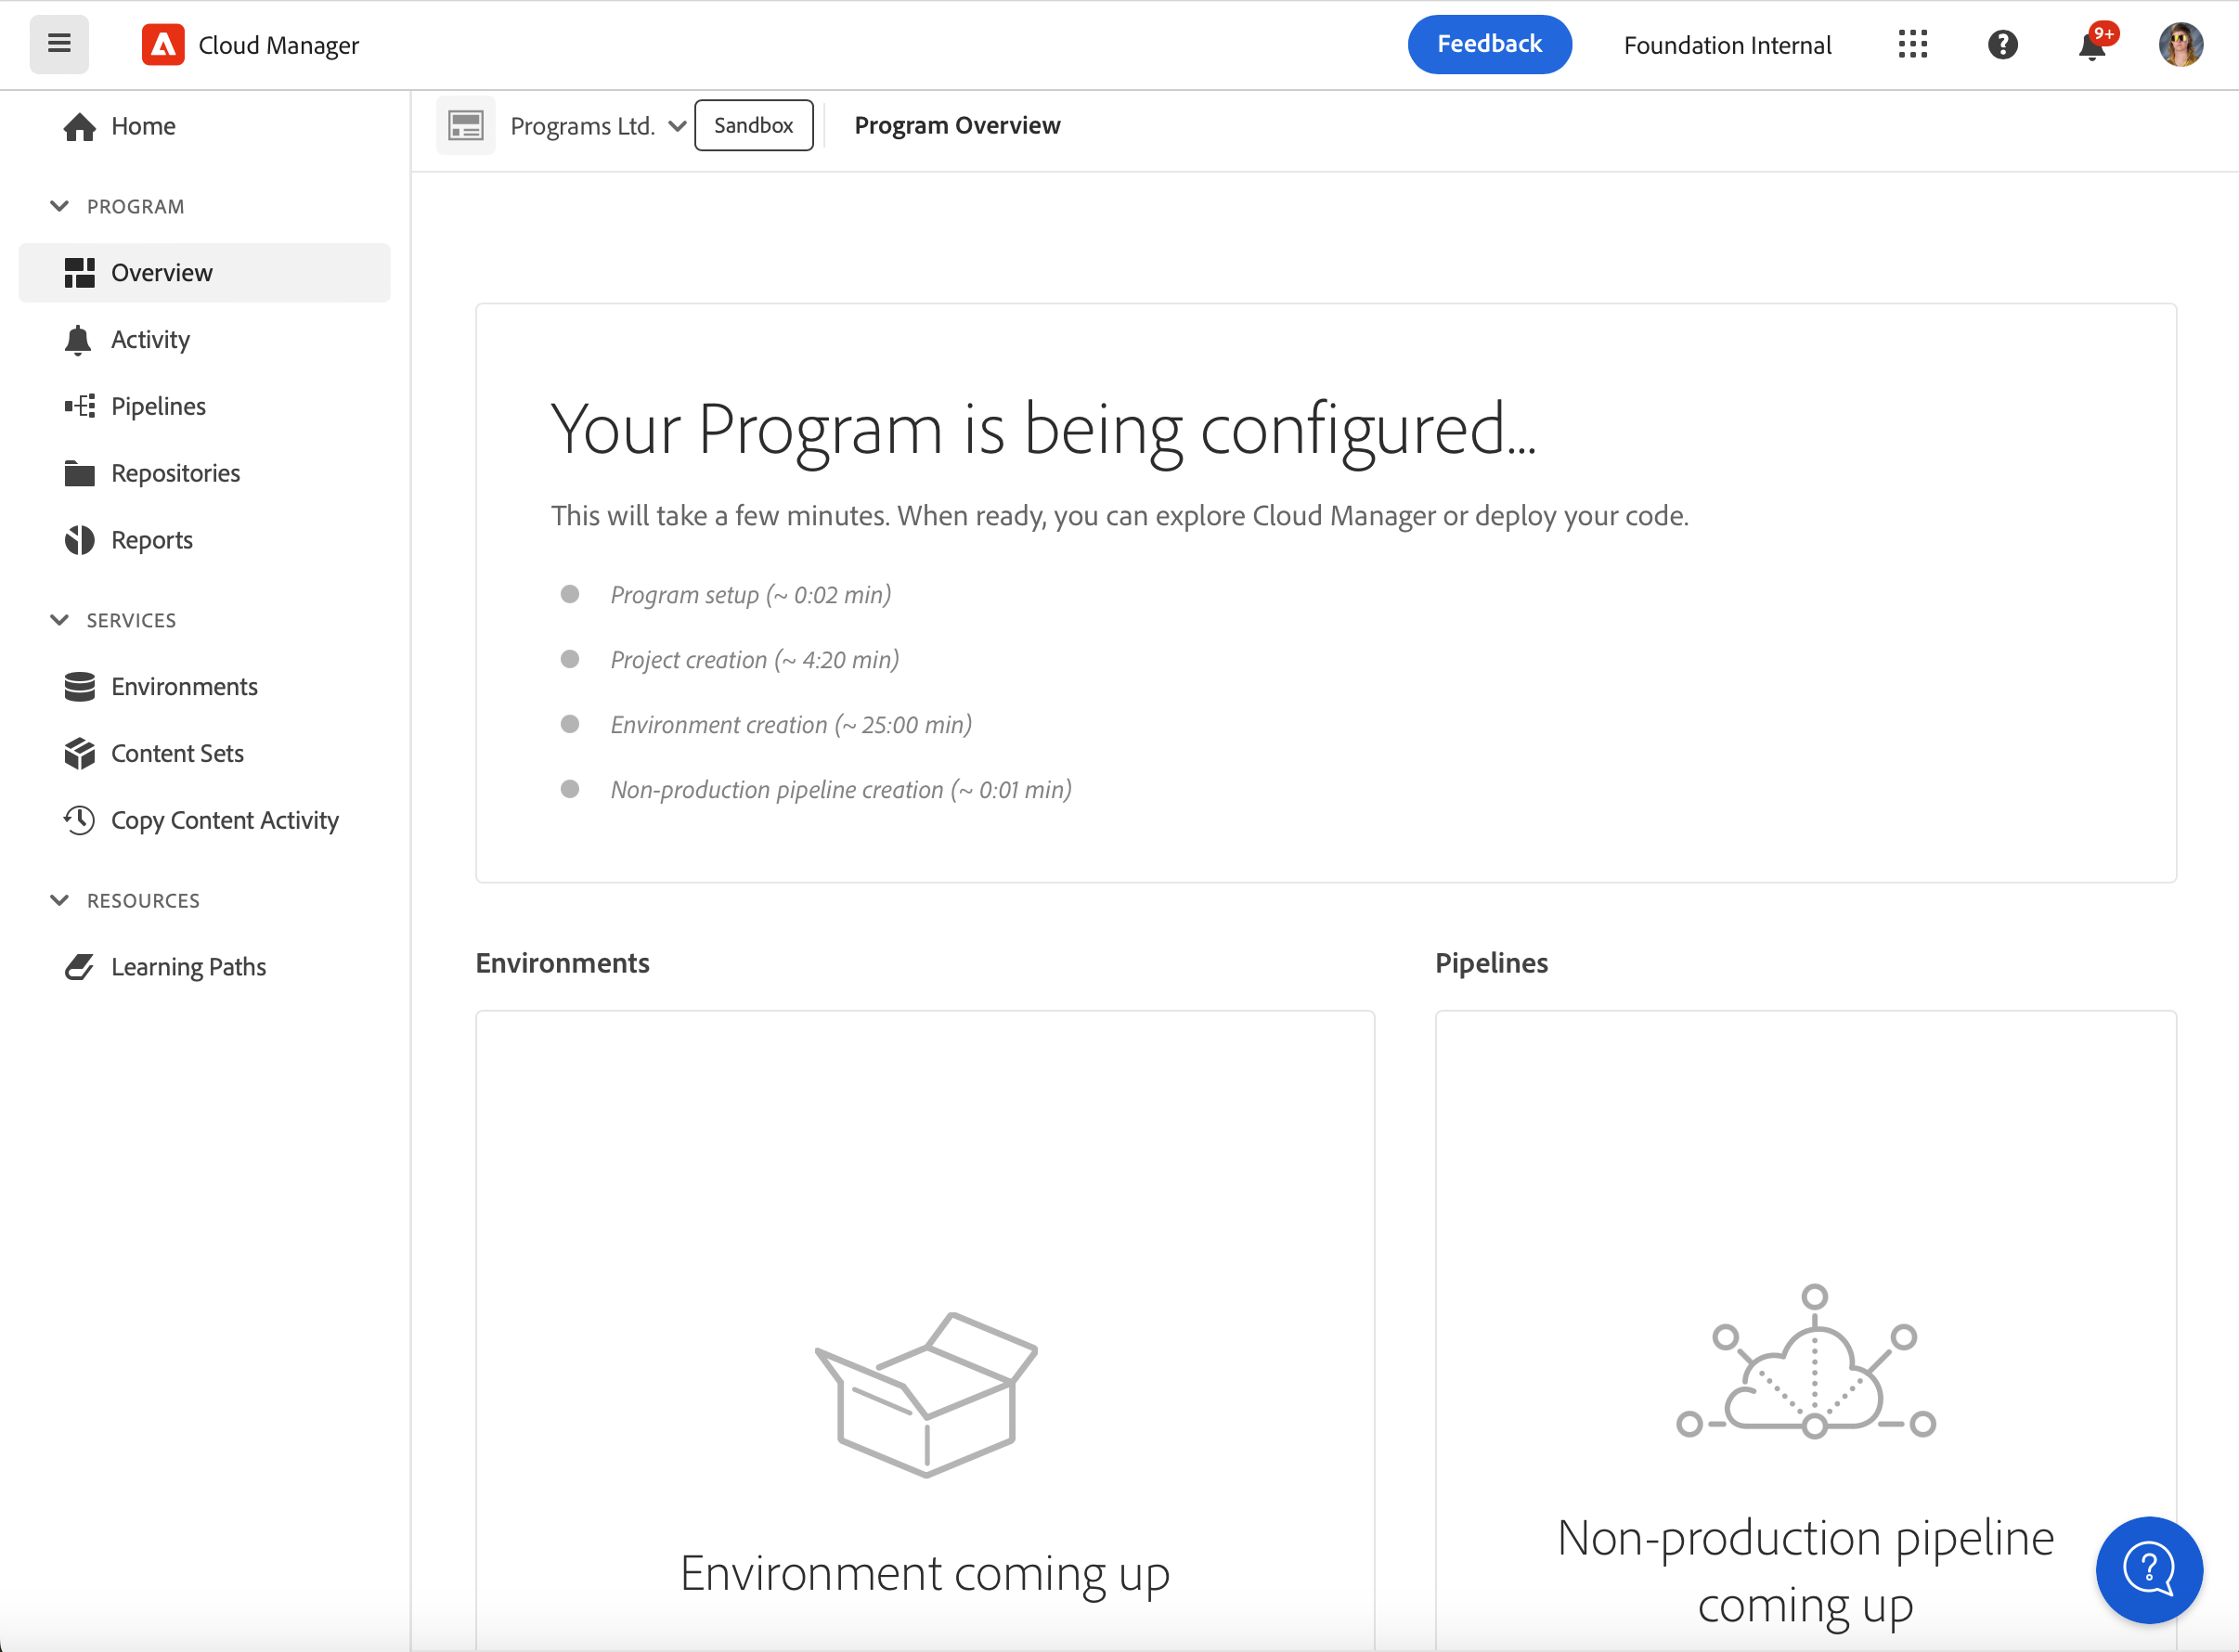 Cloud Manager
Feedback
Foundation Internal
9+
Home
PROGRAM
Overview
Activity
Pipelines
Repositories
Reports
SERVICES
Environments
Content Sets
Copy Content Activity
RESOURCES
Learning Paths
Programs Ltd.
Sandbox
Program Overview
Your Program is being configured...
This will take a few minutes. When ready, you can explore Cloud Manager or deploy your code.
Program setup (~ 0:02 min)
Project creation (~ 4:20 min)
Environment creation (~ 25:00 min)
Non-production pipeline creation (~ 0:01 min)
Environments
Environment coming up
Pipelines
Non-production pipeline
coming up